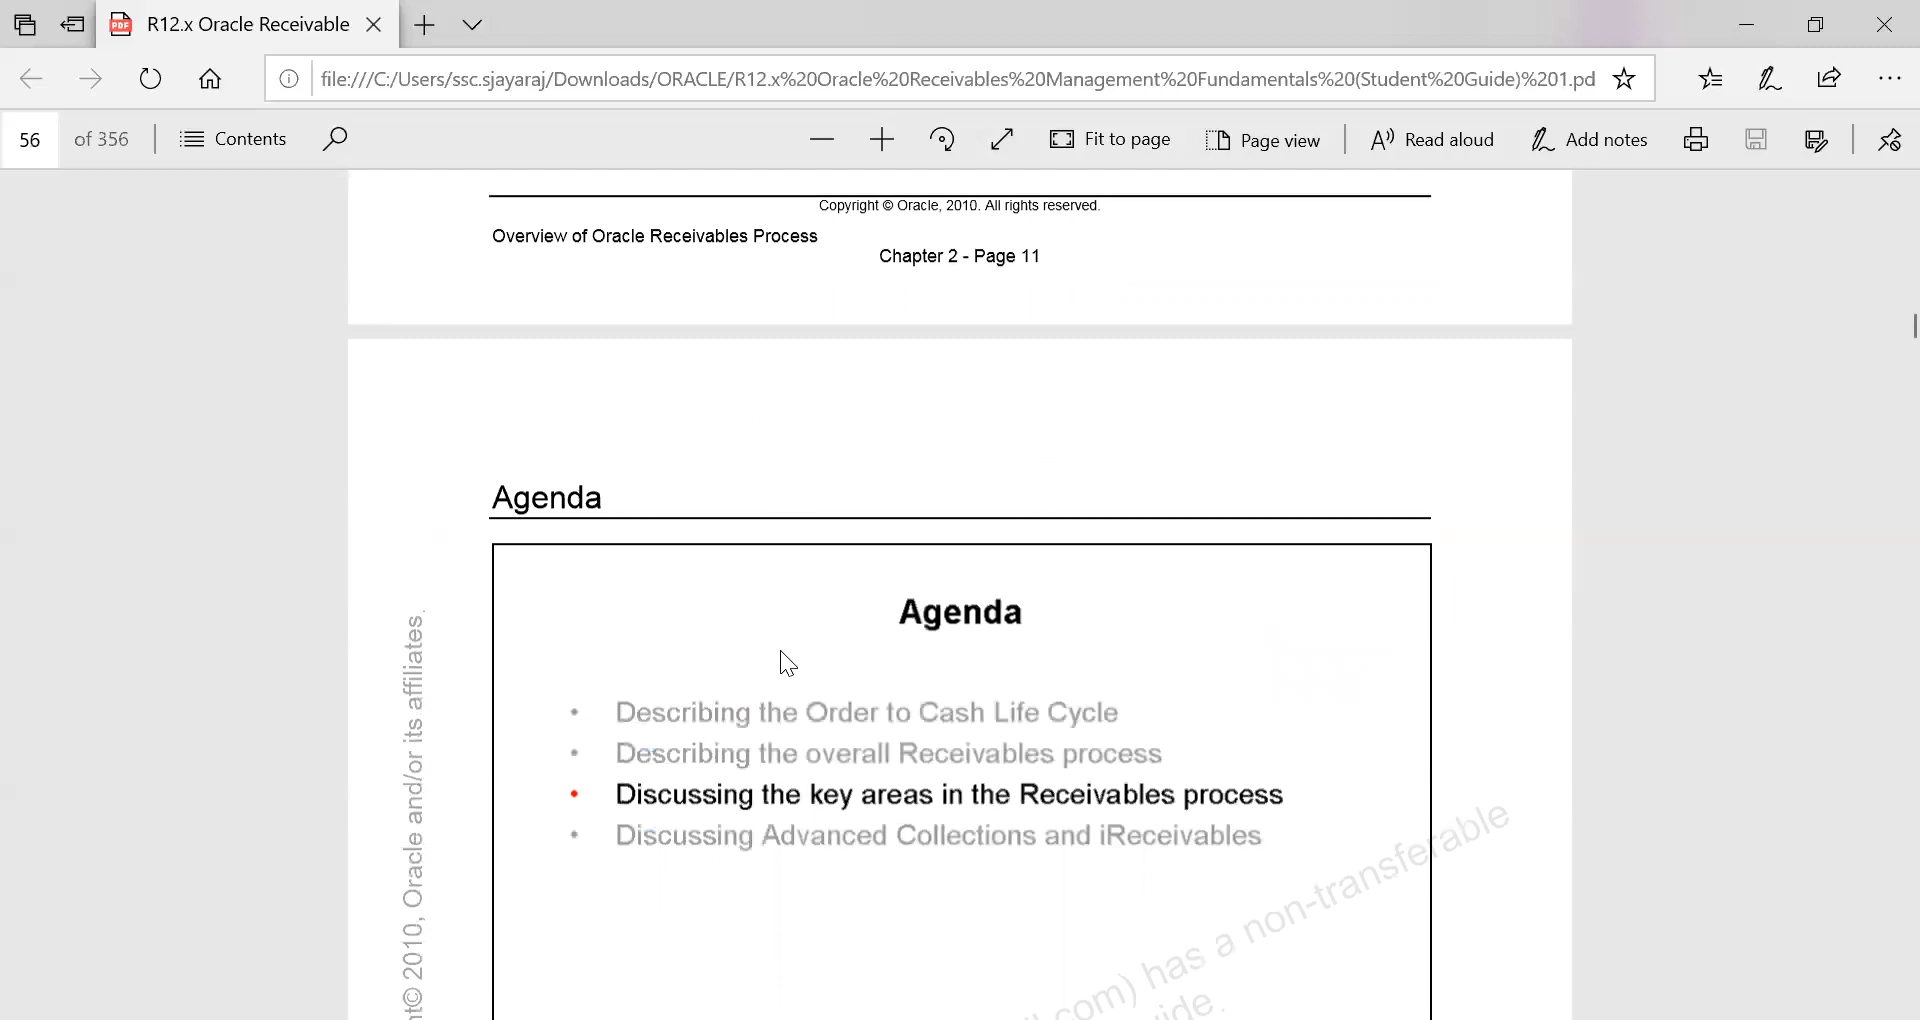 R12.x Oracle Receivable
file:///C:/Users/ssc.sjayaraj/Downloads/ORACLE/R12.x%20Oracle%20Receivables%20Management%20Fundamentals%20(Student%20Guide)%201.pd
56 of 356 Contents Fit to page Page view Read aloud Add notes
Copyright © Oracle, 2010. All rights reserved.
Overview of Oracle Receivables Process
Chapter 2 - Page 11
Agenda
Agenda
• Describing the Order to Cash Life Cycle
• Describing the overall Receivables process
• Discussing the key areas in the Receivables process
• Discussing Advanced Collections and iReceivables
ht© 2010, Oracle and/or its affiliates.
com) has a non-transferable
ide.